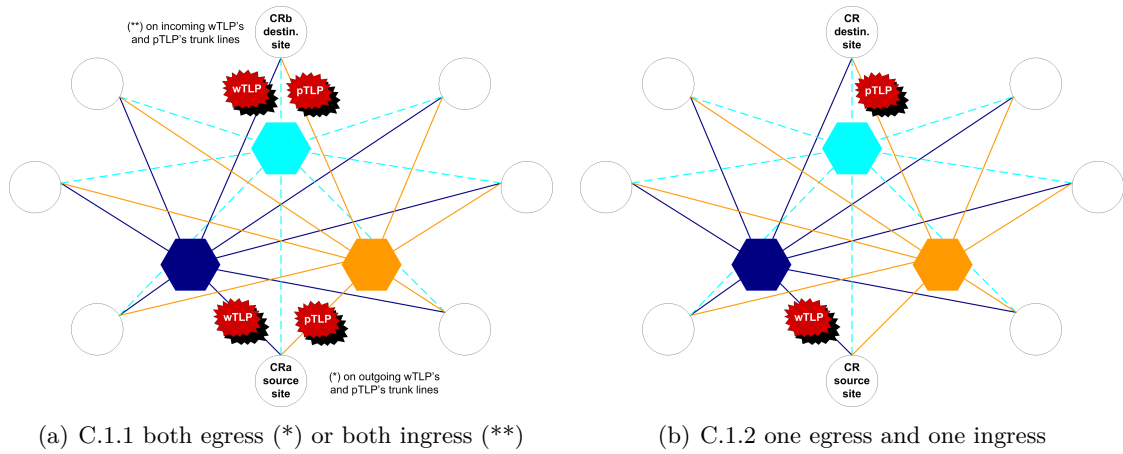 (**) on incoming wTLP's
and pTLP's trunk lines
CRb
destin.
site
wTLP
pTLP
wTLP
pTLP
CRa
source
site
(*) on outgoing wTLP's
and pTLP's trunk lines
(a) C.1.1 both egress (*) or both ingress (**)
CR
destin.
site
pTLP
wTLP
CR
source
site
(b) C.1.2 one egress and one ingress